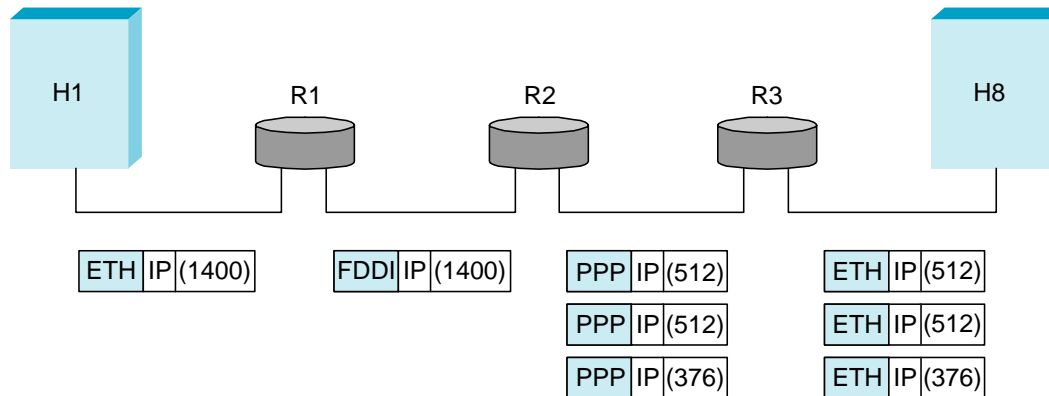 H1
R1
R2
R3
H8
ETH IP (1400)
FDDI IP (1400)
PPP IP (512)
ETH IP (512)
PPP IP (512)
ETH IP (512)
PPP IP (376)
ETH IP (376)